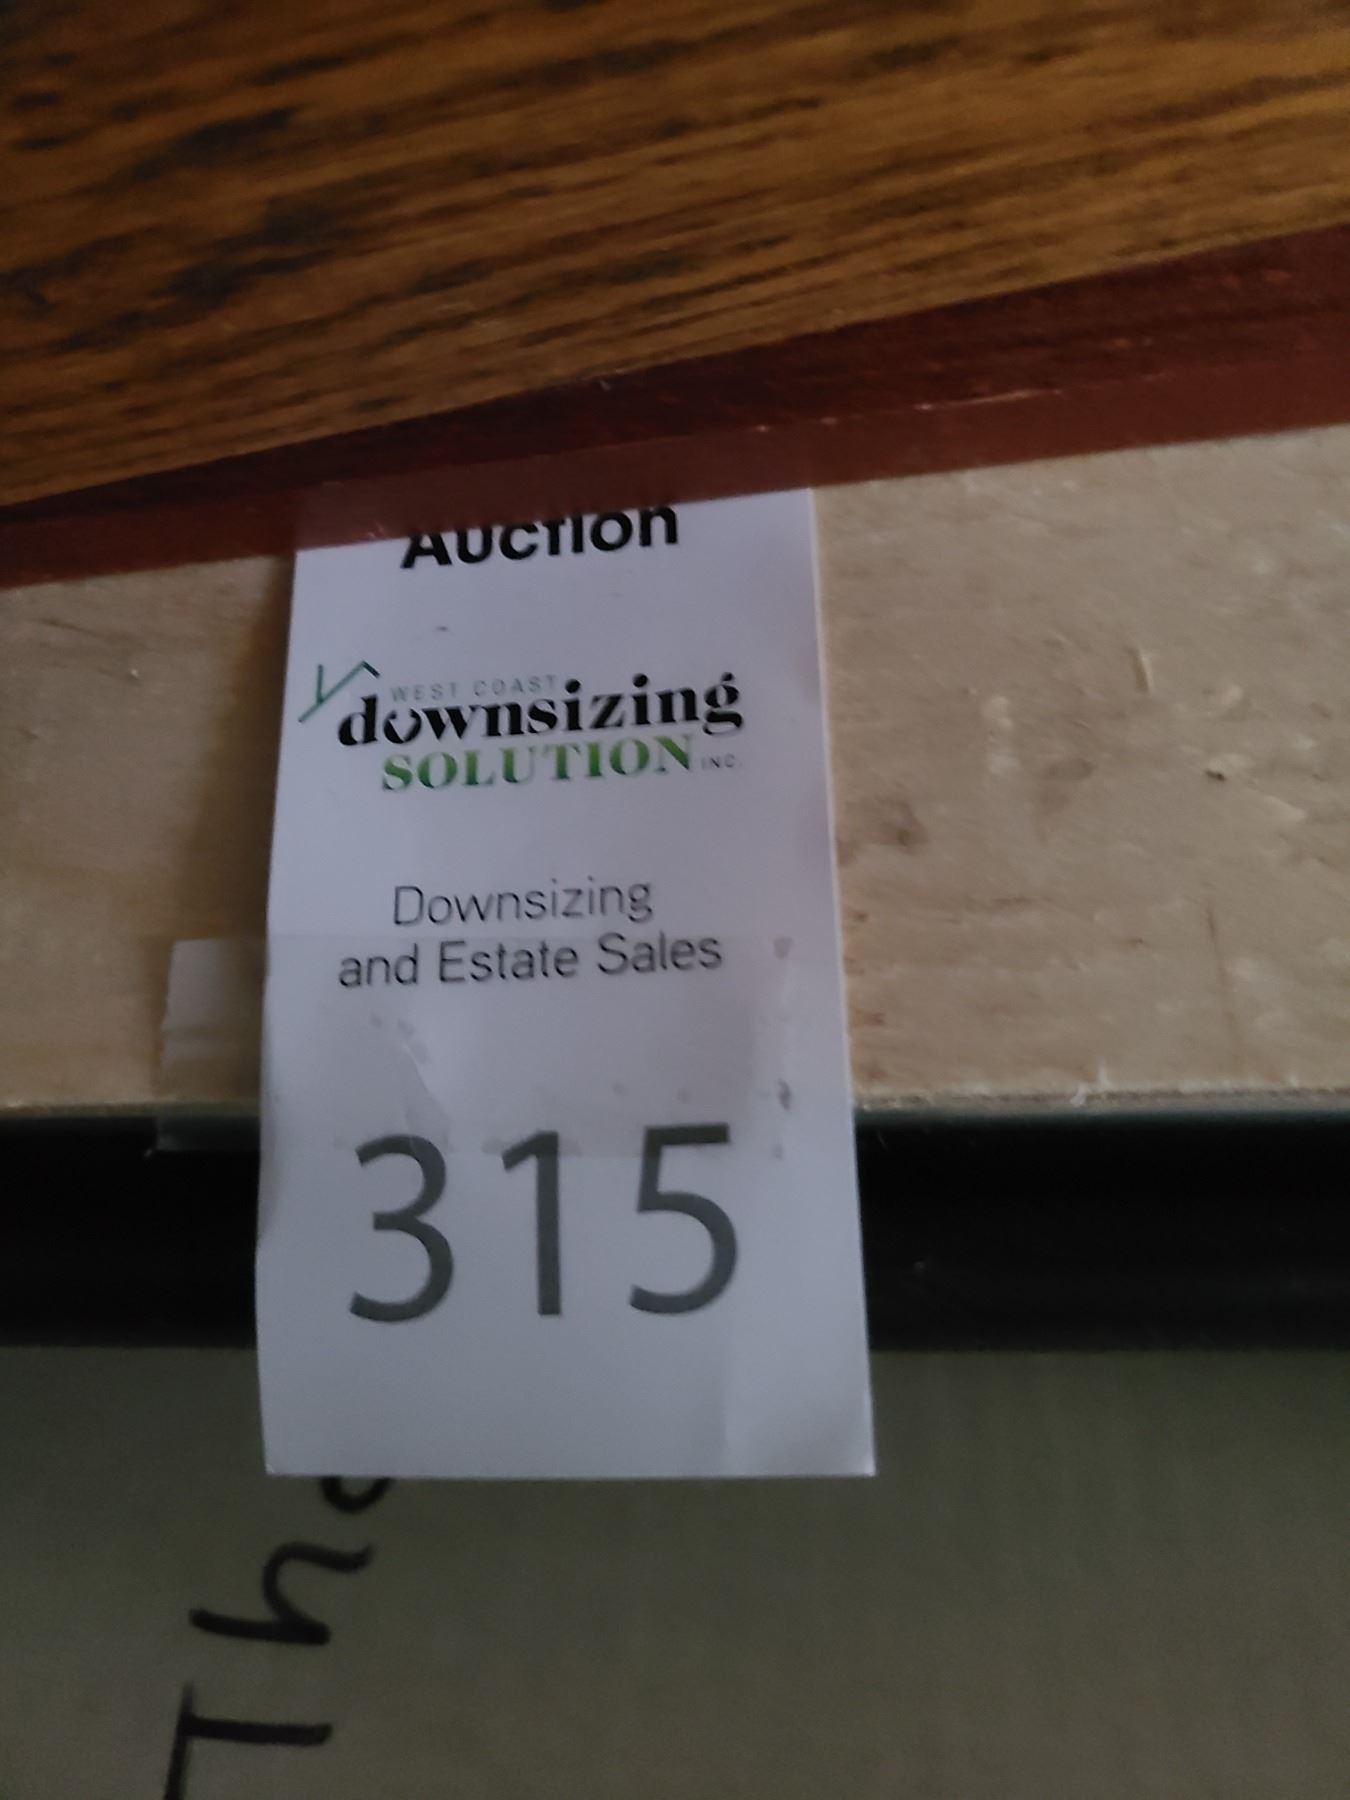 Auction
WEST COAST
downsizing
SOLUTION INC.
Downsizing
and Estate Sales
315